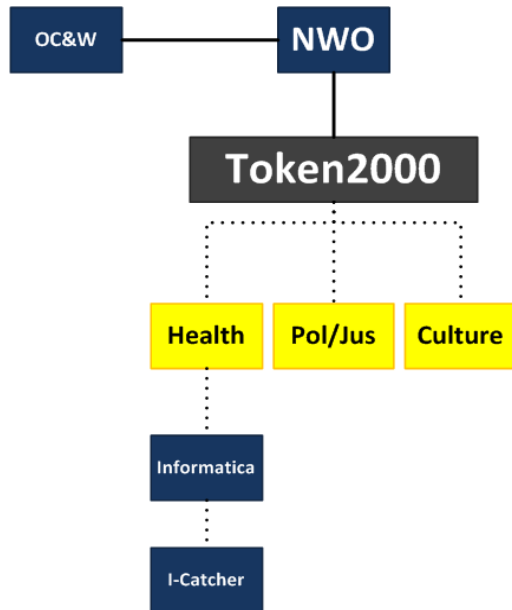 OC&W
NWO
Token2000
Health
Pol/Jus
Culture
Informatica
I-Catcher